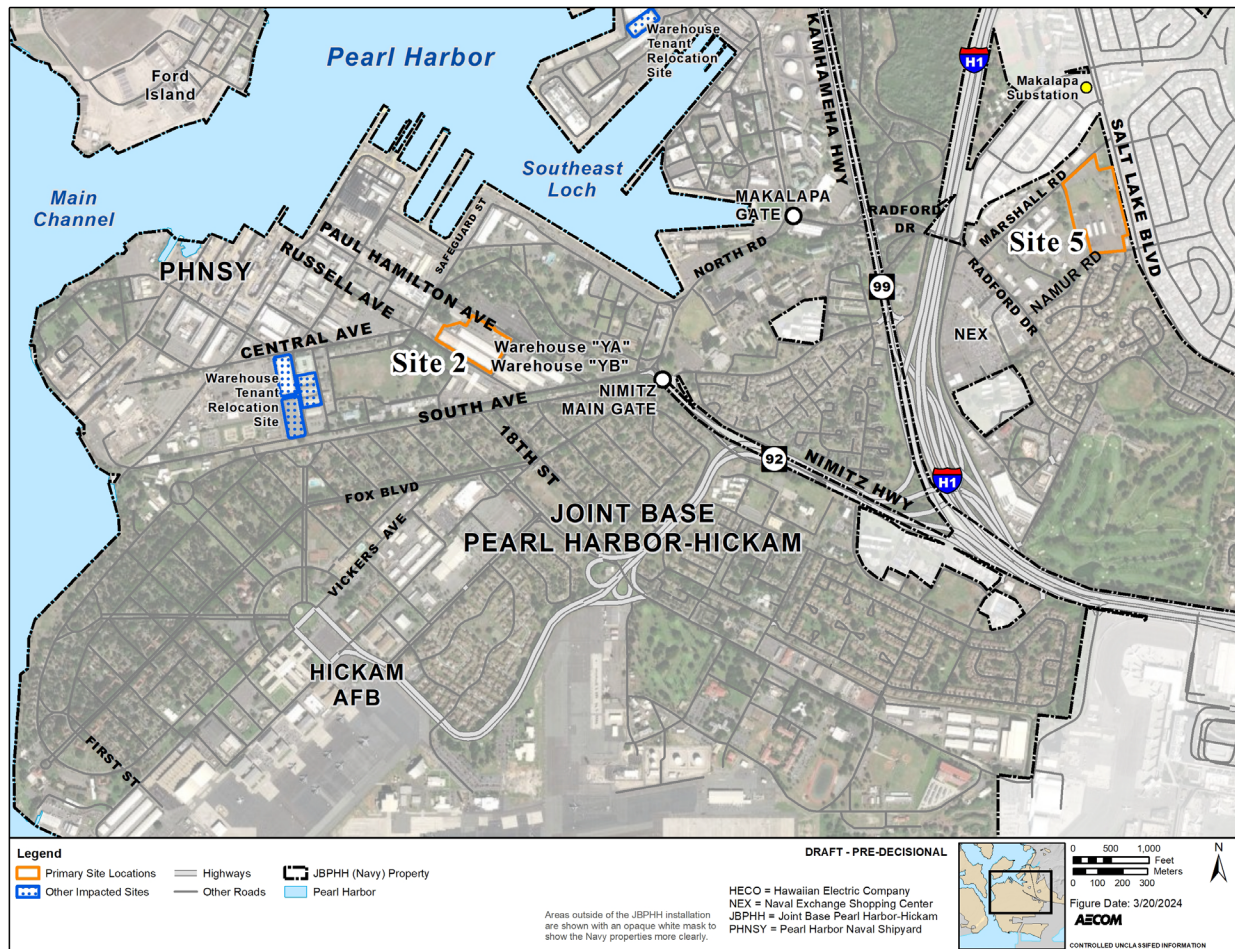 Pearl Harbor
Ford
Island
Warehouse
Tenant
Relocation
Site
KAMHAMEHA HWY
H1
Makalapa
Substation
SALT LAKE BLVD
Main
Channel
Southeast
Loch
MAKALAPA
GATE
RADFORD
DR
MARSHALL RD
Site 5
NORTH RD
SAFEGUARD ST
PAUL HAMILTON AVE
RUSSELL AVE
PHNSY
99
RADFORD DR
NAMUR RD
NEX
CENTRAL AVE
Site 2
Warehouse "YA"
Warehouse "YB"
Warehouse
Tenant
Relocation
Site
SOUTH AVE
NIMITZ
MAIN GATE
18TH ST
92
NIMITZ HWY
H1
FOX BLVD
VICKERS AVE
JOINT BASE
PEARL HARBOR-HICKAM
HICKAM
AFB
FIRST ST
Legend
Primary Site Locations
Other Impacted Sites
Highways
Other Roads
JBPHH (Navy) Property
Pearl Harbor
Areas outside of the JBPHH installation
are shown with an opaque white mask to
show the Navy properties more clearly.
DRAFT - PRE-DECISIONAL
HECO = Hawaiian Electric Company
NEX = Naval Exchange Shopping Center
JBPHH = Joint Base Pearl Harbor-Hickam
PHNSY = Pearl Harbor Naval Shipyard
0 500 1,000
Feet
Meters
0 100 200 300
N
Figure Date: 3/20/2024
AECOM
CONTROLLED UNCLASSIFED INFORMATION